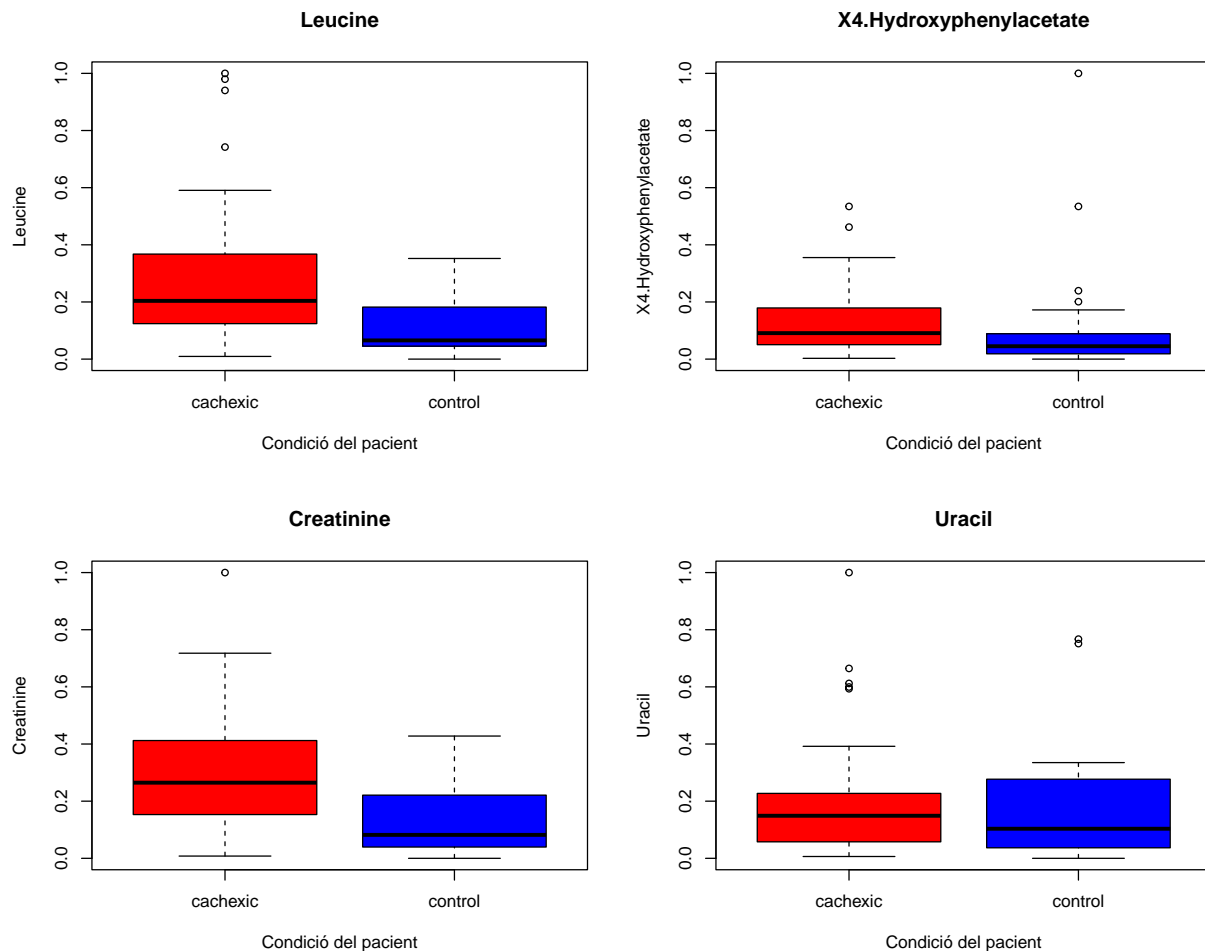 Leucine
Leucine
0.0 0.2 0.4 0.6 0.8 1.0
cachexic control
Condició del pacient
X4.Hydroxyphenylacetate
X4.Hydroxyphenylacetate
0.0 0.2 0.4 0.6 0.8 1.0
cachexic control
Condició del pacient
Creatinine
Creatinine
0.0 0.2 0.4 0.6 0.8 1.0
cachexic control
Condició del pacient
Uracil
Uracil
0.0 0.2 0.4 0.6 0.8 1.0
cachexic control
Condició del pacient